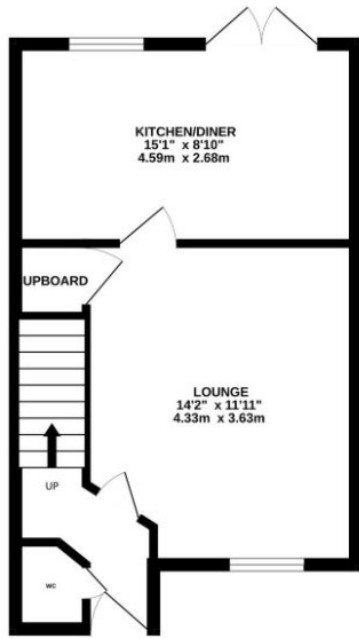 KITCHEN/DINER
15'1" x 8'10"
4.59m x 2.68m
UPBOARD
LOUNGE
14'2" x 11'11"
4.33m x 3.63m
UP
WC